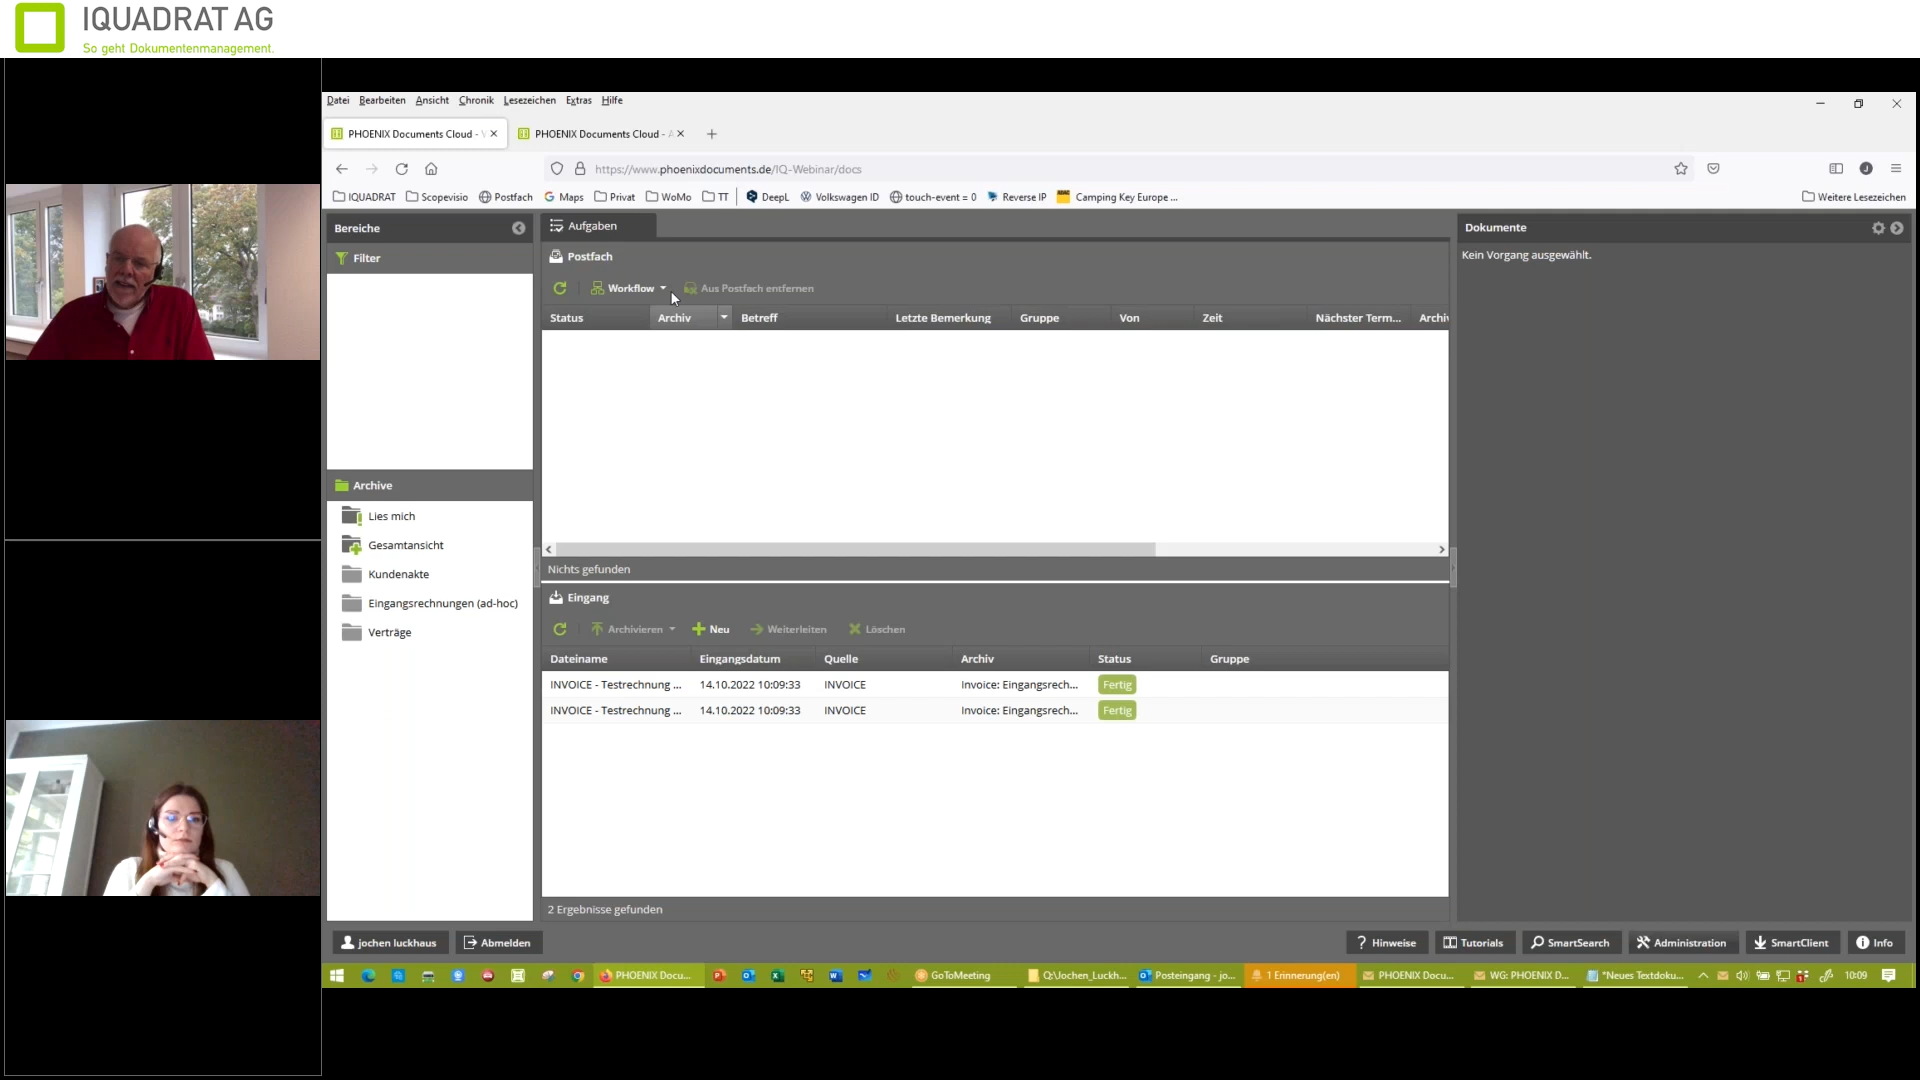 IQUADRAT AG
So geht Dokumentenmanagement.
Datei Bearbeiten Ansicht Chronik Lesezeichen Extras Hilfe
PHOENIX Documents Cloud - PHOENIX Documents Cloud -
https://www.phoenixdocuments.de/IQ-Webinar/docs
IQUADRAT Scopevisio Postfach Maps Privat WoMo TT DeepL Volkswagen ID touch-event = 0 Reverse IP Camping Key Europe ... Weitere Lesezeichen
Bereiche
Filter
Archive
Lies mich
Gesamtansicht
Kundenakte
Eingangsrechnungen (ad-hoc)
Verträge
Aufgaben
Postfach
Workflow Aus Postfach entfernen
Status Archiv Betreff Letzte Bemerkung Gruppe Von Zeit Nächster Term... Archiv
Nichts gefunden
Eingang
Archivieren Neu Weiterleiten Löschen
Dateiname Eingangsdatum Quelle Archiv Status Gruppe
INVOICE - Testrechnung ... 14.10.2022 10:09:33 INVOICE Invoice: Eingangsrech... Fertig
INVOICE - Testrechnung ... 14.10.2022 10:09:33 INVOICE Invoice: Eingangsrech... Fertig
2 Ergebnisse gefunden
Dokumente
Kein Vorgang ausgewählt.
jochen luckhaus Abmelden ? Hinweise Tutorials SmartSearch Administration SmartClient Info
PHOENIX Docu... GoToMeeting Q:\Jochen_Luckh... Posteingang - jo... 1 Erinnerung(en) PHOENIX Docu... WG: PHOENIX D... *Neues Textdoku... 10:09